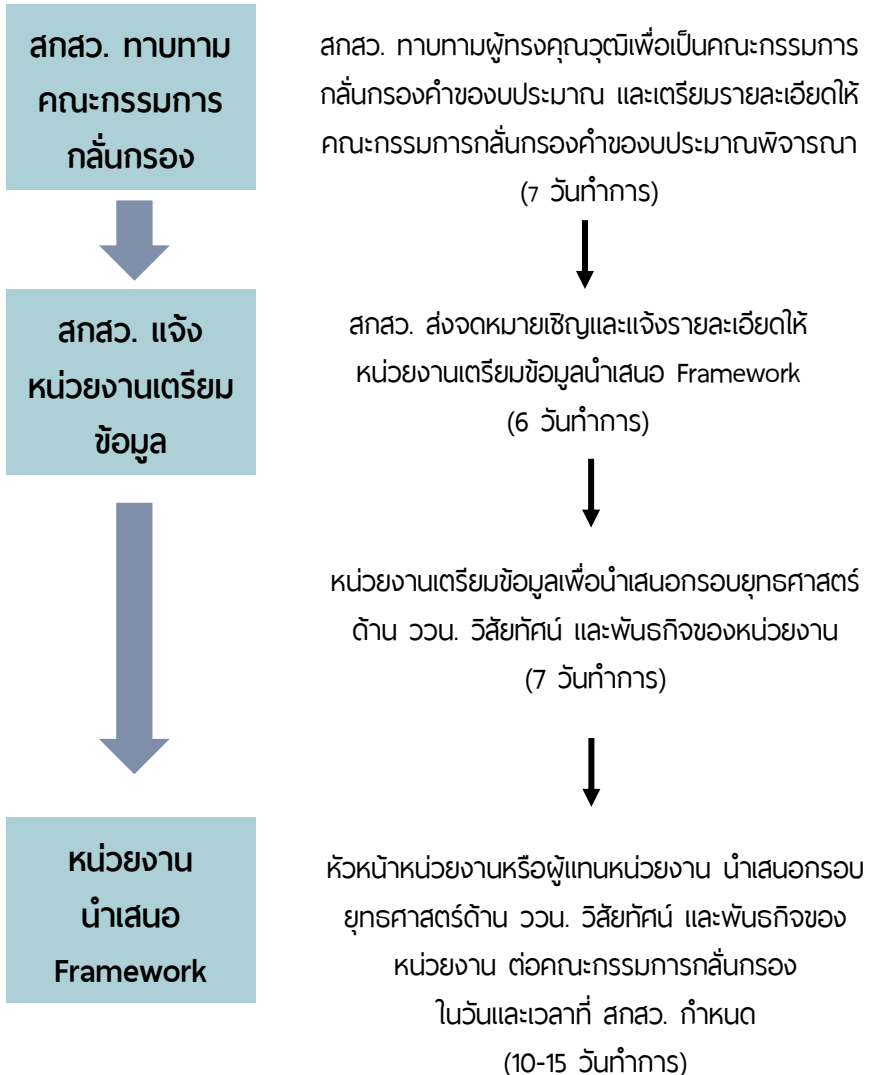 สกสว. ทาบทาม
คณะกรรมการ
กลั่นกรอง
สกสว. ทาบทามผู้ทรงคุณวุฒิเพื่อเป็นคณะกรรมการ
กลั่นกรองคำของบประมาณ และเตรียมรายละเอียดให้
คณะกรรมการกลั่นกรองคำของบประมาณพิจารณา
(7 วันทำการ)
สกสว. แจ้ง
หน่วยงานเตรียม
ข้อมูล
สกสว. ส่งจดหมายเชิญและแจ้งรายละเอียดให้
หน่วยงานเตรียมข้อมูลนำเสนอ Framework
(6 วันทำการ)
หน่วยงานเตรียมข้อมูลเพื่อนำเสนอกรอบยุทธศาสตร์
ด้าน ววน. วิสัยทัศน์ และพันธกิจของหน่วยงาน
(7 วันทำการ)
หน่วยงาน
นำเสนอ
Framework
หัวหน้าหน่วยงานหรือผู้แทนหน่วยงาน นำเสนอกรอบ
ยุทธศาสตร์ด้าน ววน. วิสัยทัศน์ และพันธกิจของ
หน่วยงาน ต่อคณะกรรมการกลั่นกรอง
ในวันและเวลาที่ สกสว. กำหนด
(10-15 วันทำการ)